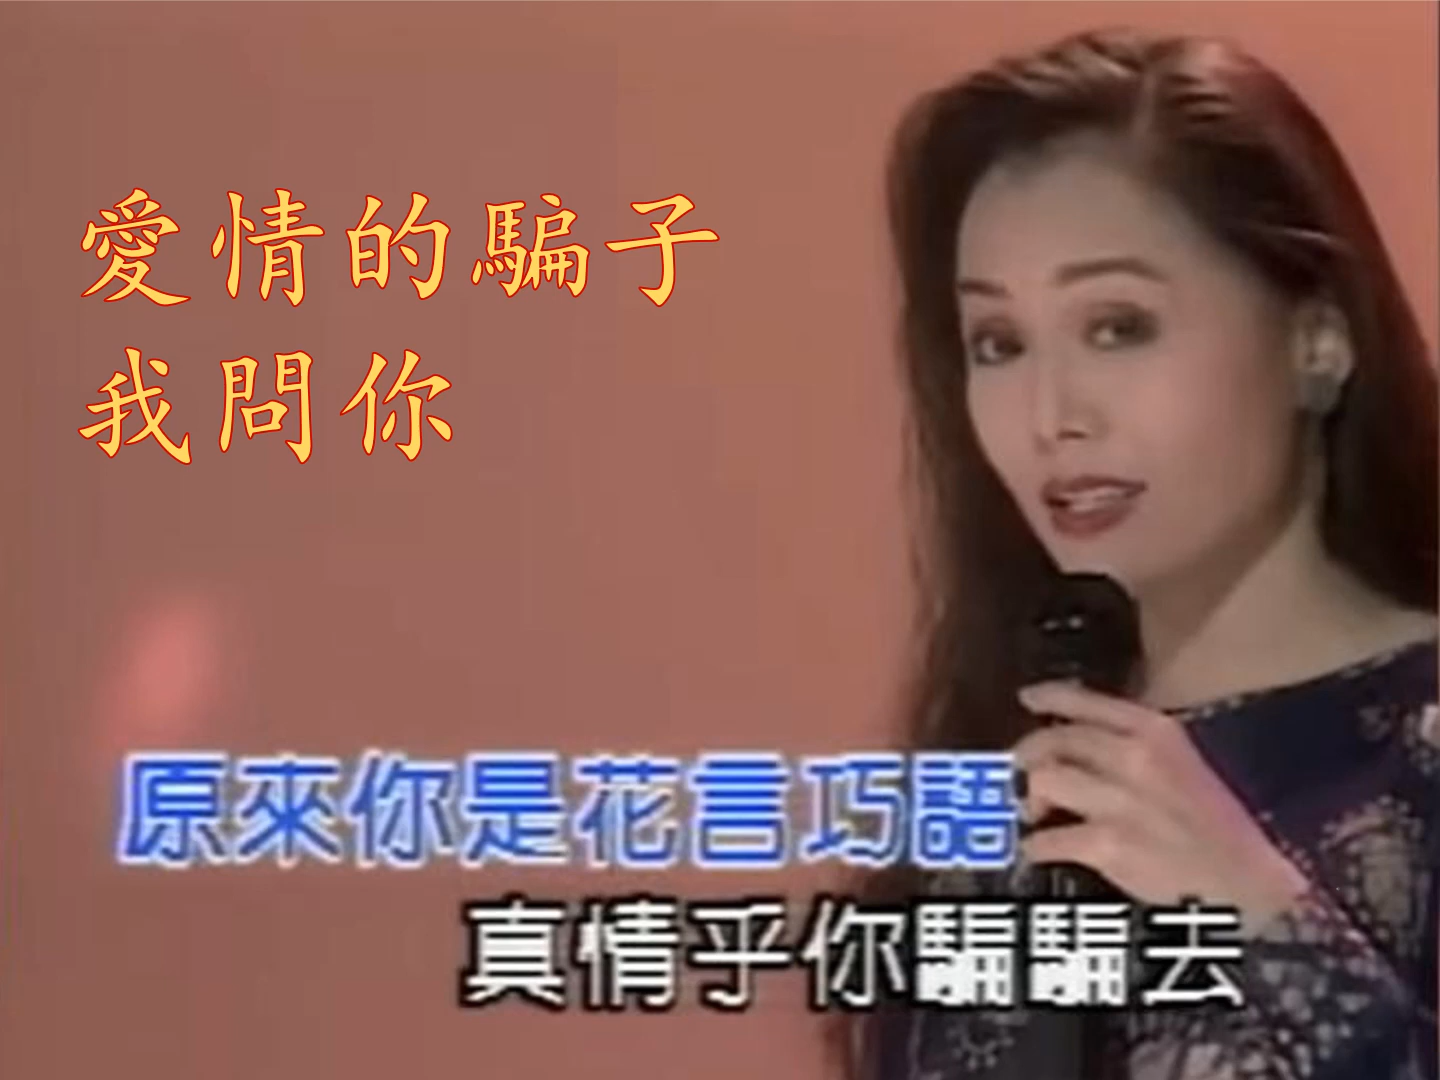 愛情的騙子
我問你
原來你是花言巧語
真情乎你騙騙去